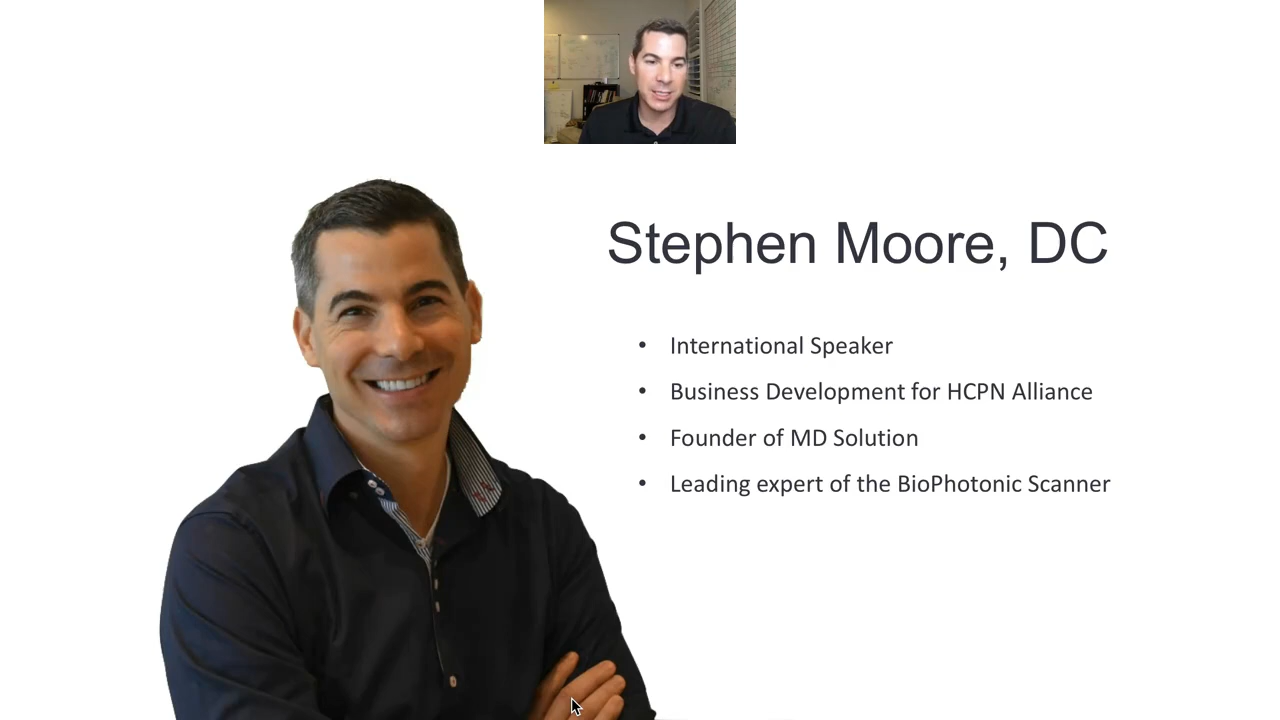 Stephen Moore, DC
• International Speaker
• Business Development for HCPN Alliance
• Founder of MD Solution
• Leading expert of the BioPhotonic Scanner